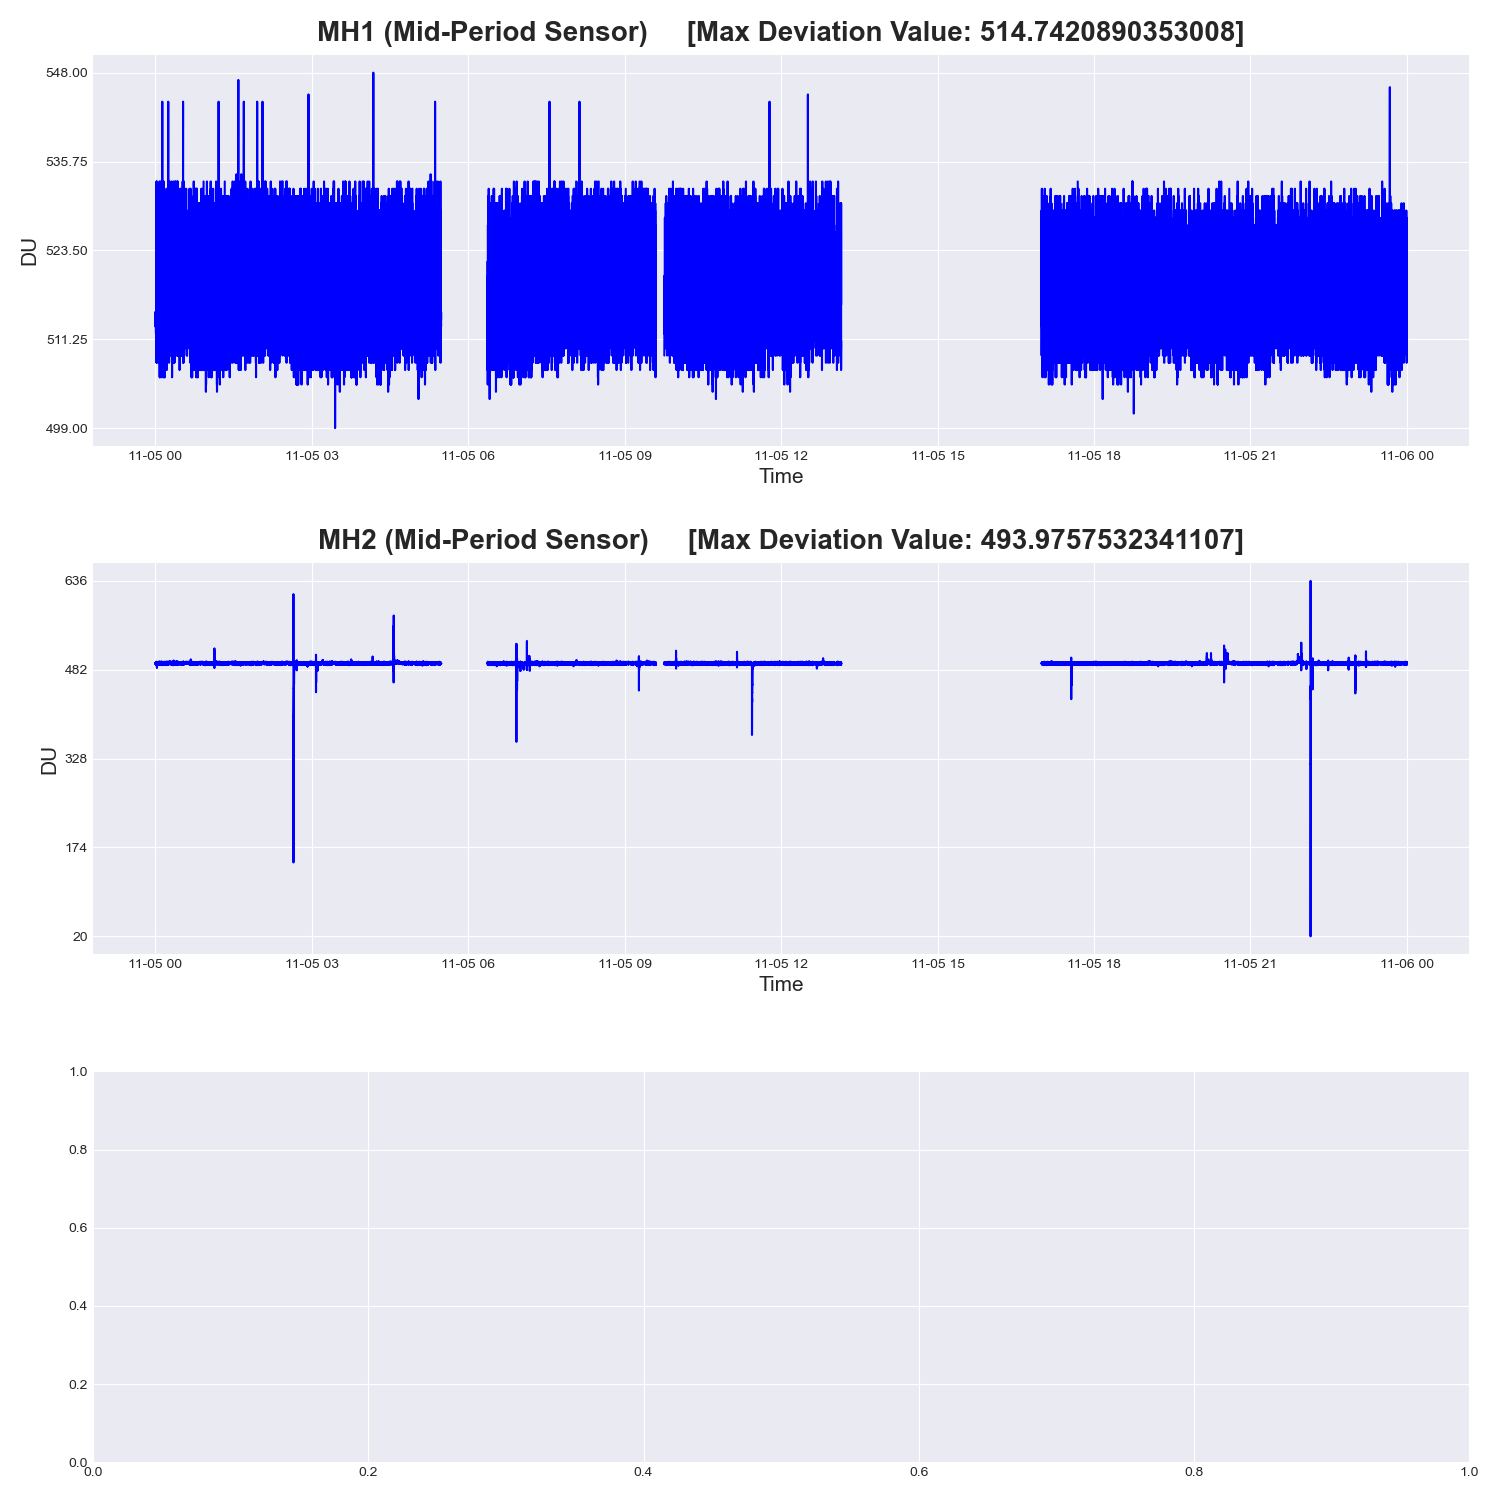 MH1 (Mid-Period Sensor) [Max Deviation Value: 514.7420890353008]
548.00
535.75
523.50
511.25
499.00
DU
11-05 00 11-05 03 11-05 06 11-05 09 11-05 12 11-05 15 11-05 18 11-05 21 11-06 00
Time
MH2 (Mid-Period Sensor) [Max Deviation Value: 493.9757532341107]
636
482
328
174
20
DU
11-05 00 11-05 03 11-05 06 11-05 09 11-05 12 11-05 15 11-05 18 11-05 21 11-06 00
Time
1.0
0.8
0.6
0.4
0.2
0.0
0.0 0.2 0.4 0.6 0.8 1.0